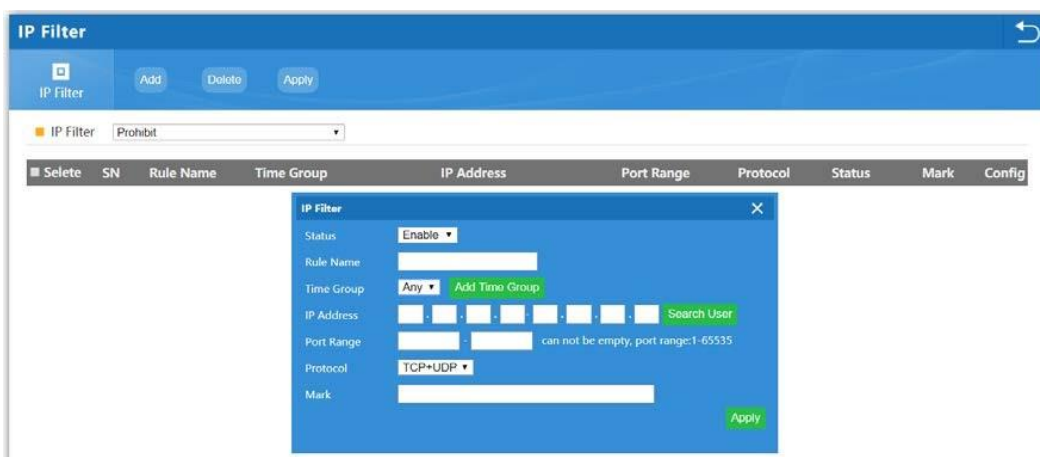 IP Filter
IP Filter Add Delete Apply
IP Filter Prohibit
Selete SN Rule Name Time Group IP Address Port Range Protocol Status Mark Config
IP Filter
Status Enable
Rule Name
Time Group Any Add Time Group
IP Address . . . - . . . Search User
Port Range - can not be empty, port range:1-65535
Protocol TCP+UDP
Mark
Apply